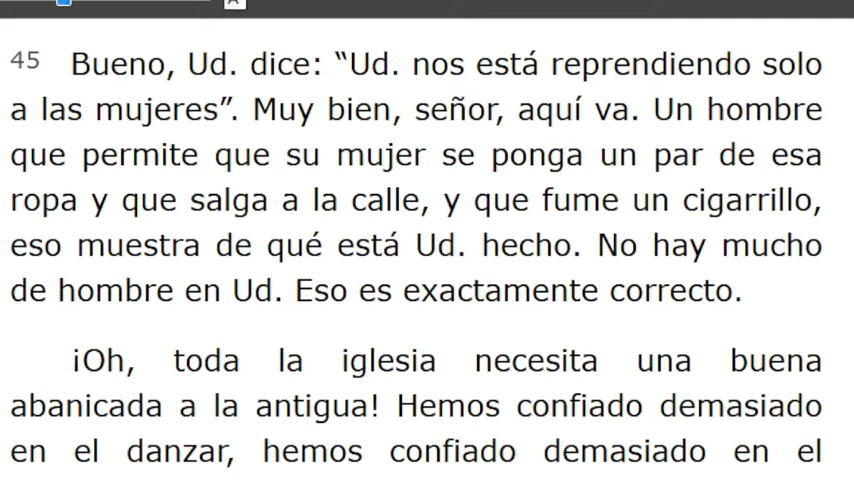 45 Bueno, Ud. dice: “Ud. nos está reprendiendo solo
a las mujeres”. Muy bien, señor, aquí va. Un hombre
que permite que su mujer se ponga un par de esa
ropa y que salga a la calle, y que fume un cigarrillo,
eso muestra de qué está Ud. hecho. No hay mucho
de hombre en Ud. Eso es exactamente correcto.
¡Oh, toda la iglesia necesita una buena
abanicada a la antigua! Hemos confiado demasiado
en el danzar, hemos confiado demasiado en el